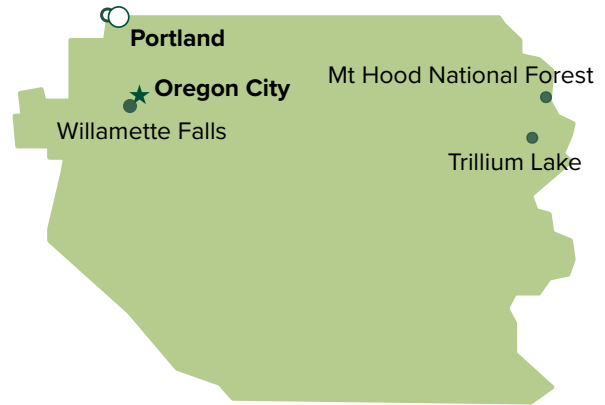 Portland
Mt Hood National Forest
Oregon City
Willamette Falls
Trillium Lake